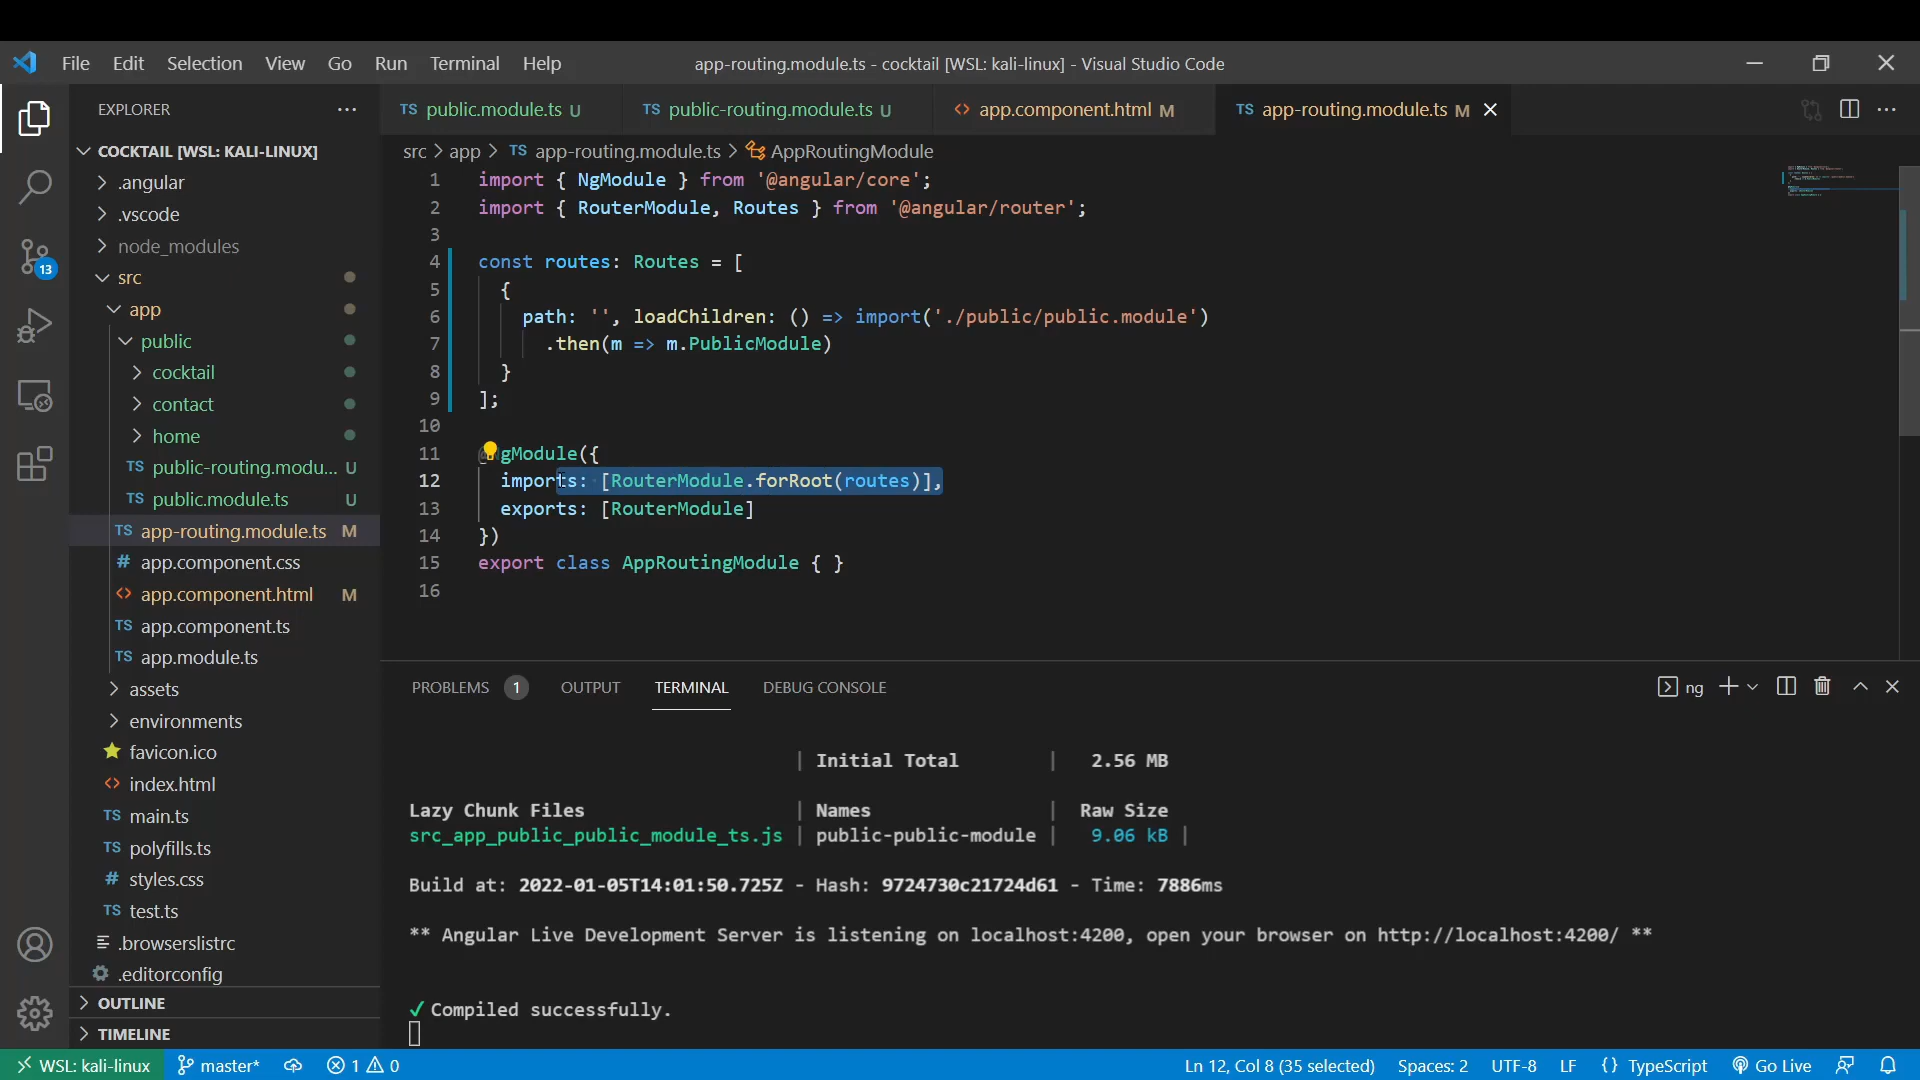 File Edit Selection View Go Run Terminal Help
app-routing.module.ts - cocktail [WSL: kali-linux] - Visual Studio Code
EXPLORER
COCKTAIL [WSL: KALI-LINUX]
.angular
.vscode
node_modules
src
app
public
cocktail
contact
home
TS public-routing.modu... U
TS public.module.ts U
TS app-routing.module.ts M
# app.component.css
<> app.component.html M
TS app.component.ts
TS app.module.ts
assets
environments
favicon.ico
<> index.html
TS main.ts
TS polyfills.ts
# styles.css
TS test.ts
.browserslistrc
.editorconfig
OUTLINE
TIMELINE
13
TS public.module.ts U
TS public-routing.module.ts U
<> app.component.html M
TS app-routing.module.ts M
src > app > TS app-routing.module.ts > AppRoutingModule
1 import { NgModule } from '@angular/core';
2 import { RouterModule, Routes } from '@angular/router';
3
4 const routes: Routes = [
5 {
6 path: '', loadChildren: () => import('./public/public.module')
7 .then(m => m.PublicModule)
8 }
9 ];
10
11 @NgModule({
12 imports: [RouterModule.forRoot(routes)],
13 exports: [RouterModule]
14 })
15 export class AppRoutingModule { }
16
PROBLEMS 1 OUTPUT TERMINAL DEBUG CONSOLE
ng
| Initial Total | 2.56 MB
Lazy Chunk Files | Names | Raw Size
src_app_public_public_module_ts.js | public-public-module | 9.06 kB |
Build at: 2022-01-05T14:01:50.725Z - Hash: 9724730c21724d61 - Time: 7886ms
** Angular Live Development Server is listening on localhost:4200, open your browser on http://localhost:4200/ **
✓ Compiled successfully.
WSL: kali-linux master* 1 0
Ln 12, Col 8 (35 selected) Spaces: 2 UTF-8 LF {} TypeScript Go Live